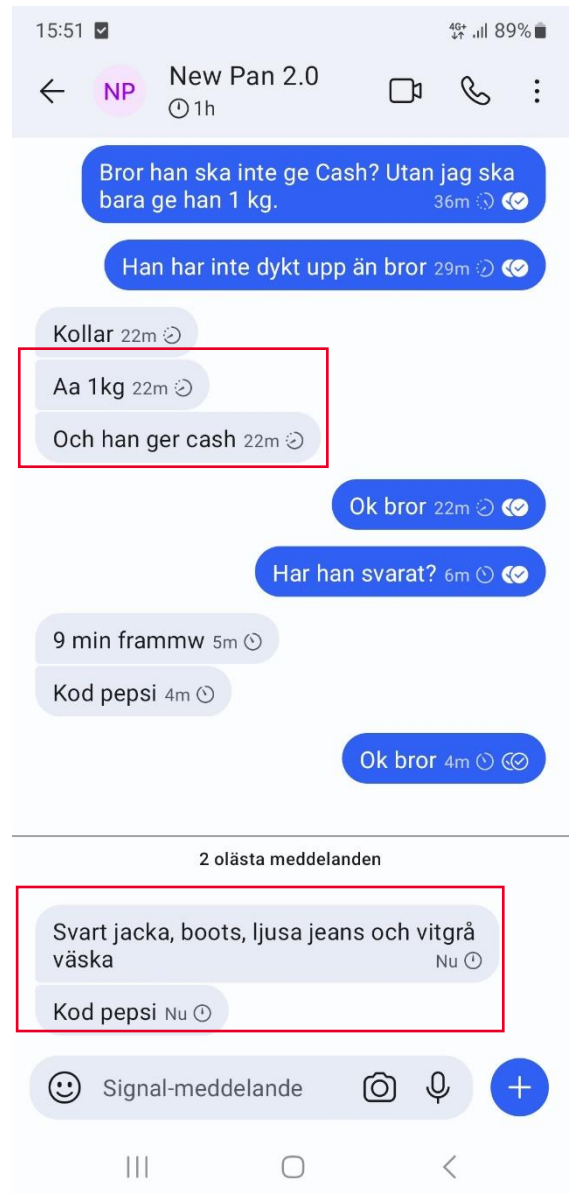 15:51 4G+ 89%
NP New Pan 2.0
1h
Bror han ska inte ge Cash? Utan jag ska
bara ge han 1 kg. 36m
Han har inte dykt upp än bror 29m
Kollar 22m
Aa 1kg 22m
Och han ger cash 22m
Ok bror 22m
Har han svarat? 6m
9 min frammw 5m
Kod pepsi 4m
Ok bror 4m
2 olästa meddelanden
Svart jacka, boots, ljusa jeans och vitgrå
väska Nu
Kod pepsi Nu
Signal-meddelande